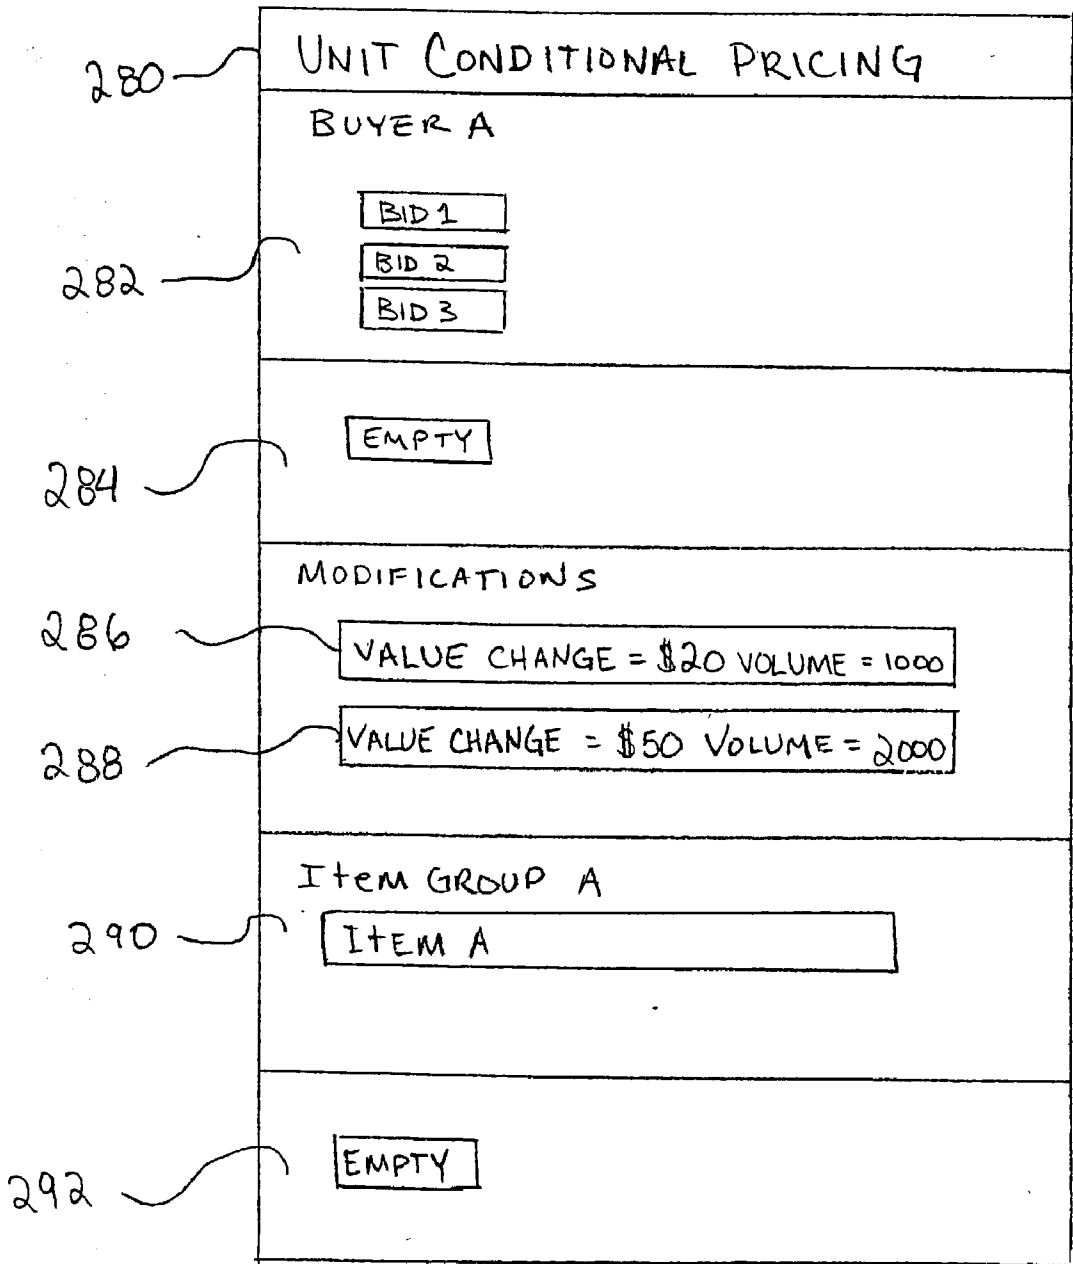 280
UNIT CONDITIONAL PRICING
BUYER A
BID 1
282
BID 2
BID 3
284
EMPTY
MODIFICATIONS
286
VALUE CHANGE = $20 VOLUME = 1000
288
VALUE CHANGE = $50 VOLUME = 2000
ItEM GROUP A
290
ItEM A
292
EMPTY